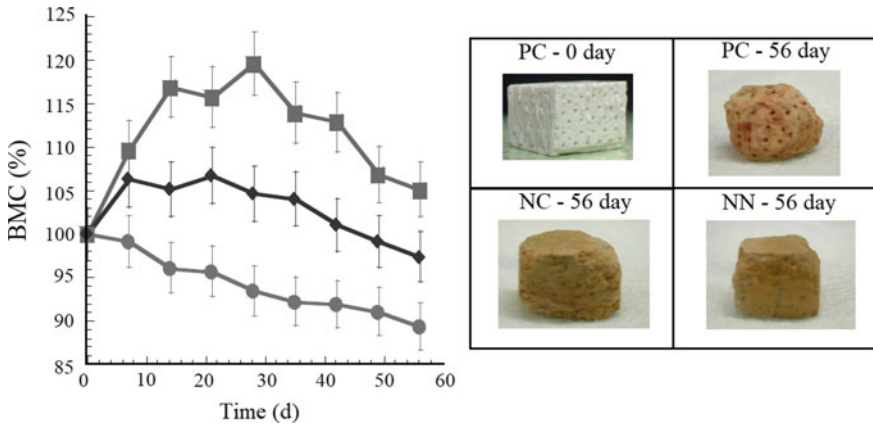 125
120
115
110
105
100
95
90
85
BMC (%)
0 10 20 30 40 50 60
Time (d)
PC - 0 day
PC - 56 day
NC - 56 day
NN - 56 day